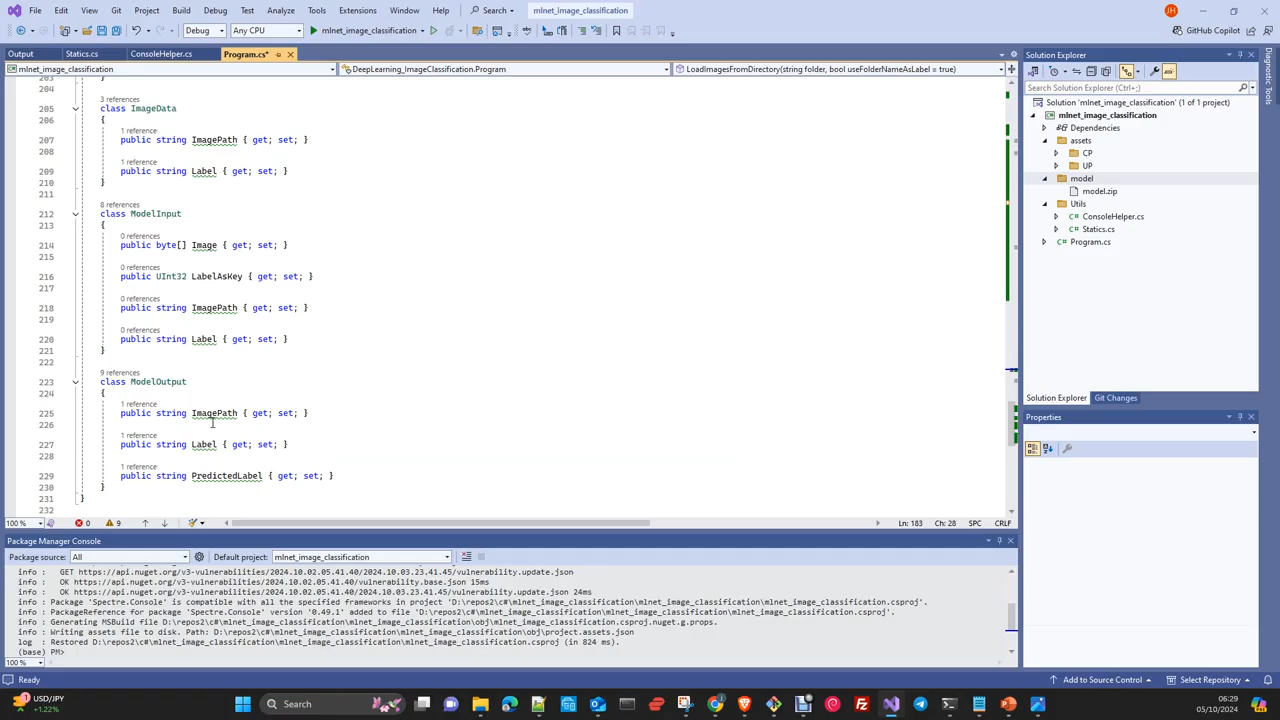 File Edit View Git Project Build Debug Test Analyze Tools Extensions Window Help Search mlnet_image_classification JH
Debug Any CPU mlnet_image_classification GitHub Copilot
Output Statics.cs ConsoleHelper.cs Program.cs*
mlnet_image_classification DeepLearning_ImageClassification.Program LoadImagesFromDirectory(string folder, bool useFolderNameAsLabel = true)
203 }
204
3 references
205 class ImageData
206 {
1 reference
207 public string ImagePath { get; set; }
208
1 reference
209 public string Label { get; set; }
210 }
211
8 references
212 class ModelInput
213 {
0 references
214 public byte[] Image { get; set; }
215
0 references
216 public UInt32 LabelAsKey { get; set; }
217
0 references
218 public string ImagePath { get; set; }
219
0 references
220 public string Label { get; set; }
221 }
222
9 references
223 class ModelOutput
224 {
1 reference
225 public string ImagePath { get; set; }
226
1 reference
227 public string Label { get; set; }
228
1 reference
229 public string PredictedLabel { get; set; }
230 }
231 }
232
100 % 0 9 Ln: 183 Ch: 28 SPC CRLF
Package Manager Console
Package source: All Default project: mlnet_image_classification
info : GET https://api.nuget.org/v3-vulnerabilities/2024.10.02.05.41.40/2024.10.03.23.41.45/vulnerability.update.json
info : OK https://api.nuget.org/v3-vulnerabilities/2024.10.02.05.41.40/vulnerability.base.json 15ms
info : OK https://api.nuget.org/v3-vulnerabilities/2024.10.02.05.41.40/2024.10.03.23.41.45/vulnerability.update.json 24ms
info : Package 'Spectre.Console' is compatible with all the specified frameworks in project 'D:\repos2\c#\mlnet_image_classification\mlnet_image_classification\mlnet_image_classification.csproj'.
info : PackageReference for package 'Spectre.Console' version '0.49.1' added to file 'D:\repos2\c#\mlnet_image_classification\mlnet_image_classification\mlnet_image_classification.csproj'.
info : Generating MSBuild file D:\repos2\c#\mlnet_image_classification\mlnet_image_classification\obj\mlnet_image_classification.csproj.nuget.g.props.
info : Writing assets file to disk. Path: D:\repos2\c#\mlnet_image_classification\mlnet_image_classification\obj\project.assets.json
log : Restored D:\repos2\c#\mlnet_image_classification\mlnet_image_classification\mlnet_image_classification.csproj (in 824 ms).
(base) PM>
100 %
Solution Explorer
Search Solution Explorer (Ctrl+;)
Solution 'mlnet_image_classification' (1 of 1 project)
mlnet_image_classification
Dependencies
assets
CP
UP
model
model.zip
Utils
ConsoleHelper.cs
Statics.cs
Program.cs
Solution Explorer Git Changes
Properties
Diagnostic Tools
Ready Add to Source Control Select Repository
USD/JPY
+1.22%
Search
06:29
05/10/2024